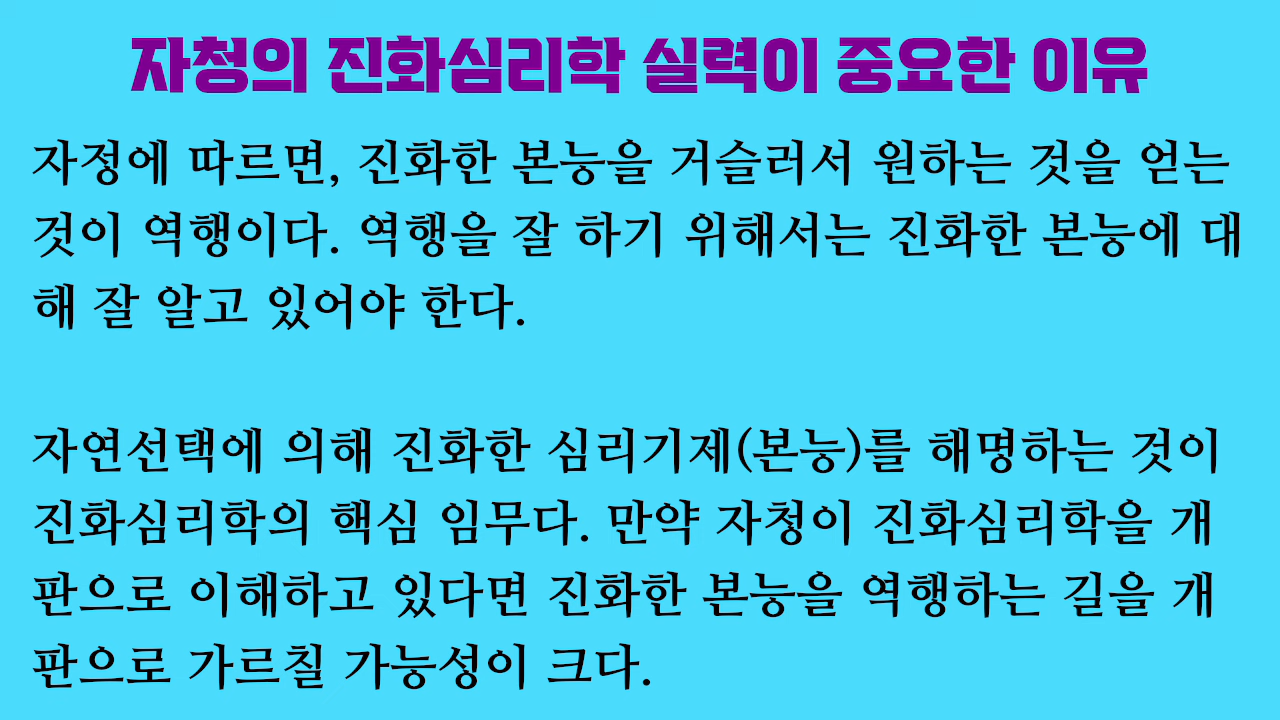 자청의 진화심리학 실력이 중요한 이유
자정에 따르면, 진화한 본능을 거슬러서 원하는 것을 얻는
것이 역행이다. 역행을 잘 하기 위해서는 진화한 본능에 대
해 잘 알고 있어야 한다.
자연선택에 의해 진화한 심리기제(본능)를 해명하는 것이
진화심리학의 핵심 임무다. 만약 자청이 진화심리학을 개
판으로 이해하고 있다면 진화한 본능을 역행하는 길을 개
판으로 가르칠 가능성이 크다.